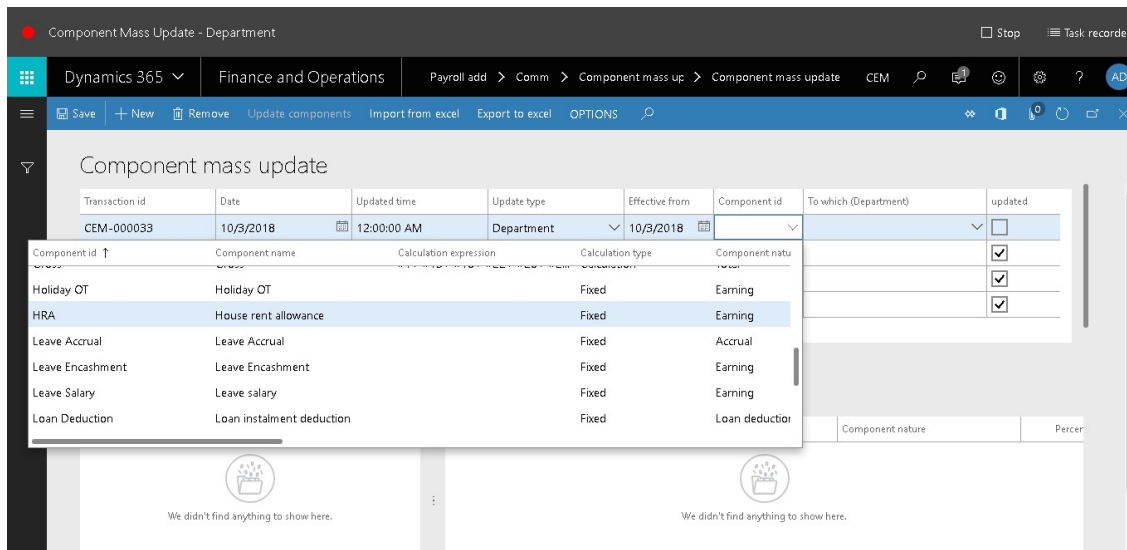 Component Mass Update - Department
Stop
Task recorde
Dynamics 365
Finance and Operations
Payroll add > Comm > Component mass up > Component mass update
CEM
1
?
AD
Save
New
Remove
Update components
Import from excel
Export to excel
OPTIONS
0
Component mass update
Transaction id Date Updated time Update type Effective from Component id To which (Department) updated
CEM-000033 10/3/2018 12:00:00 AM Department 10/3/2018
Component id ↑ Component name Calculation expression Calculation type Component natu
Holiday OT Holiday OT Fixed Earning
HRA House rent allowance Fixed Earning
Leave Accrual Leave Accrual Fixed Accrual
Leave Encashment Leave Encashment Fixed Earning
Leave Salary Leave salary Fixed Earning
Loan Deduction Loan instalment deduction Fixed Loan deduction
Component nature Percer
We didn't find anything to show here.
We didn't find anything to show here.